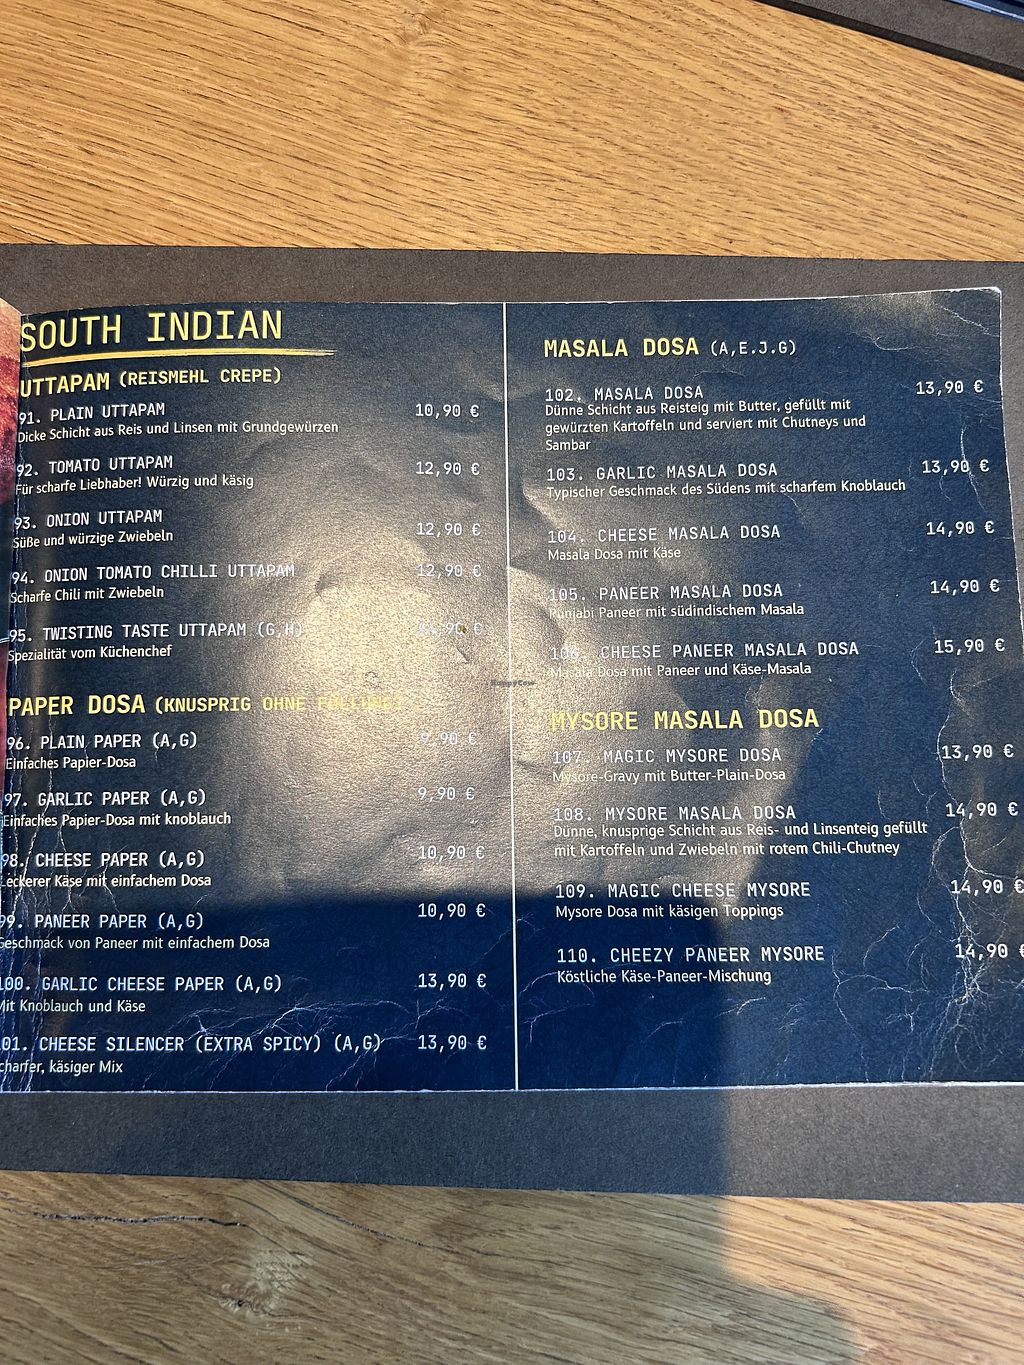 SOUTH INDIAN
UTTAPAM (REISMEHL CREPE)
91. PLAIN UTTAPAM 10,90 €
Dicke Schicht aus Reis und Linsen mit Grundgewürzen
92. TOMATO UTTAPAM 12,90 €
Für scharfe Liebhaber! Würzig und käsig
93. ONION UTTAPAM 12,90 €
Süße und würzige Zwiebeln
94. ONION TOMATO CHILLI UTTAPAM 12,90 €
Scharfe Chili mit Zwiebeln
95. TWISTING TASTE UTTAPAM (G,H)
Spezialität vom Küchenchef
PAPER DOSA (KNUSPRIG OHNE
96. PLAIN PAPER (A,G) 9,90 €
Einfaches Papier-Dosa
97. GARLIC PAPER (A,G) 9,90 €
Einfaches Papier-Dosa mit knoblauch
98. CHEESE PAPER (A,G) 10,90 €
Leckerer Käse mit einfachem Dosa
99. PANEER PAPER (A,G) 10,90 €
Geschmack von Paneer mit einfachem Dosa
100. GARLIC CHEESE PAPER (A,G) 13,90 €
Mit Knoblauch und Käse
01. CHEESE SILENCER (EXTRA SPICY) (A,G) 13,90 €
charfer, käsiger Mix
MASALA DOSA (A,E.J.G)
102. MASALA DOSA 13,90 €
Dünne Schicht aus Reisteig mit Butter, gefüllt mit
gewürzten Kartoffeln und serviert mit Chutneys und
Sambar
103. GARLIC MASALA DOSA 13,90 €
Typischer Geschmack des Südens mit scharfem Knoblauch
104. CHEESE MASALA DOSA 14,90 €
Masala Dosa mit Käse
105. PANEER MASALA DOSA 14,90 €
Punjabi Paneer mit südindischem Masala
106. CHEESE PANEER MASALA DOSA 15,90 €
Masala Dosa mit Paneer und Käse-Masala
MYSORE MASALA DOSA
107. MAGIC MYSORE DOSA 13,90 €
Mysore-Gravy mit Butter-Plain-Dosa
108. MYSORE MASALA DOSA 14,90 €
Dünne, knusprige Schicht aus Reis- und Linsenteig gefüllt
mit Kartoffeln und Zwiebeln mit rotem Chili-Chutney
109. MAGIC CHEESE MYSORE 14,90 €
Mysore Dosa mit käsigen Toppings
110. CHEEZY PANEER MYSORE 14,90 €
Köstliche Käse-Paneer-Mischung
HappyCow